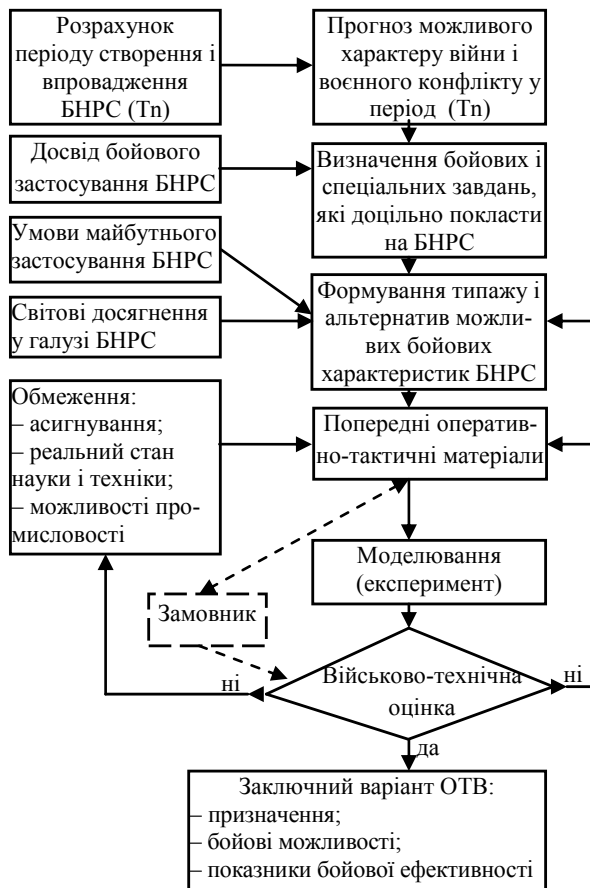 Розрахунок
періоду створення і
впровадження
БНРС (Tn)
Прогноз можливого
характеру війни і
воєнного конфлікту у
період (Tn)
Досвід бойового
застосування БНРС
Визначення бойових і
спеціальних завдань,
які доцільно покласти
на БНРС
Умови майбутнього
застосування БНРС
Світові досягнення
у галузі БНРС
Формування типажу і
альтернатив можли-
вих бойових
характеристик БНРС
Обмеження:
– асигнування;
– реальний стан
науки і техніки;
– можливості про-
мисловості
Попередні оператив-
но-тактичні матеріали
Моделювання
(експеримент)
Замовник
Військово-технічна
оцінка
ні
ні
да
Заключний варіант ОТВ:
– призначення;
– бойові можливості;
– показники бойової ефективності